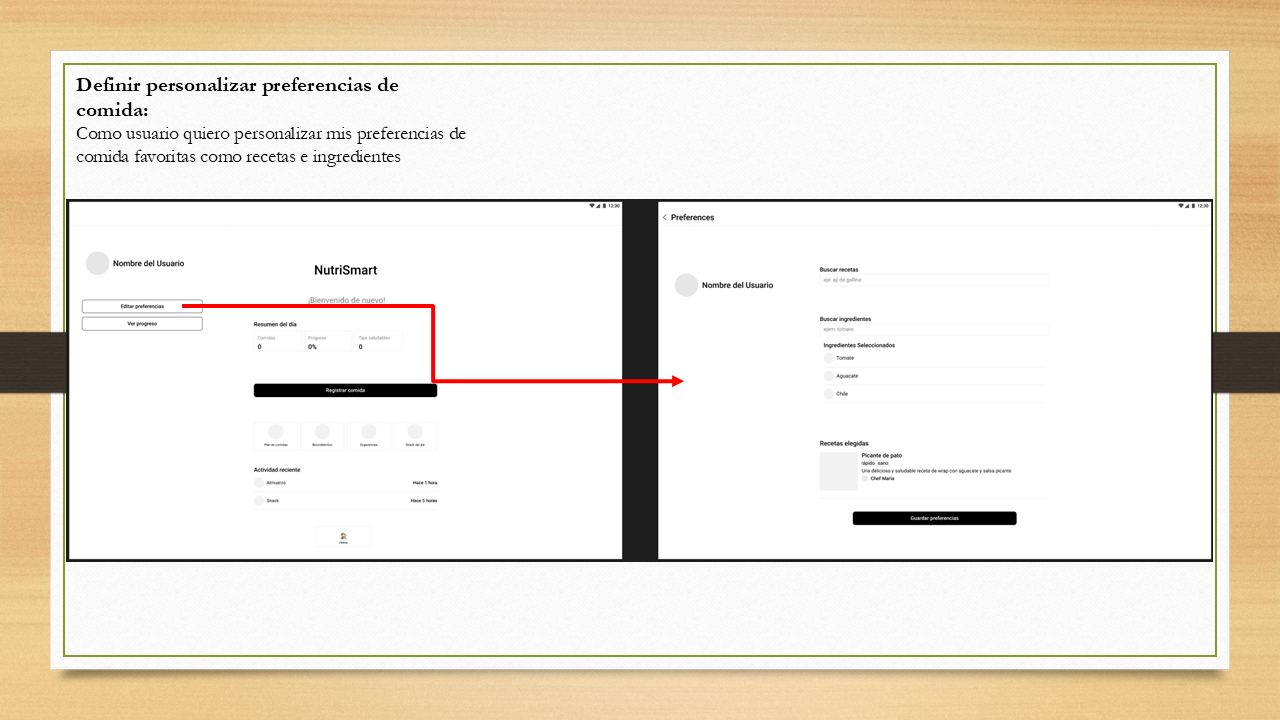 Definir personalizar preferencias de
comida:
Como usuario quiero personalizar mis preferencias de
comida favoritas como recetas e ingredientes
12:30
Nombre del Usuario
NutriSmart
¡Bienvenido de nuevo!
Editar preferencias
Ver progreso
Resumen del día
Comidas Progreso Tips saludables
0 0% 0
Registrar comida
Plan de comidas Recordatorios Sugerencias Snack del día
Actividad reciente
Almuerzo Hace 1 hora
Snack Hace 5 horas
Home
12:30
Preferences
Nombre del Usuario
Buscar recetas
eje: ají de gallina
Buscar ingredientes
ejem: tomate
Ingredientes Seleccionados
Tomate
Aguacate
Chile
Recetas elegidas
Picante de pato
rápido sano
Una deliciosa y saludable receta de wrap con aguacate y salsa picante
Chef Maria
Guardar preferencias